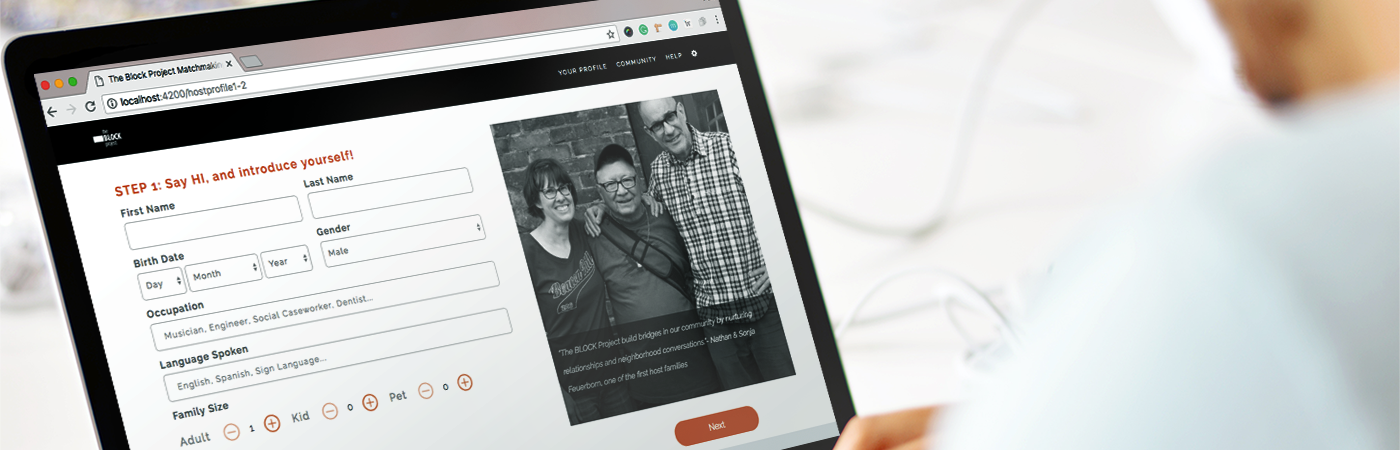 The Block Project Matchmakin
localhost:4200/hostprofile1-2
YOUR PROFILE COMMUNITY HELP
The
BLOCK
project
STEP 1: Say HI, and introduce yourself!
First Name Last Name
Birth Date Gender
Day Month Year Male
Occupation
Musician, Engineer, Social Caseworker, Dentist...
Language Spoken
English, Spanish, Sign Language...
Family Size
Adult 1 Kid 0 Pet 0
"The BLOCK Project build bridges in our community by nurturing
relationships and neighborhood conversations."- Nathan & Sonja
Feuerborn, one of the first host families
Next